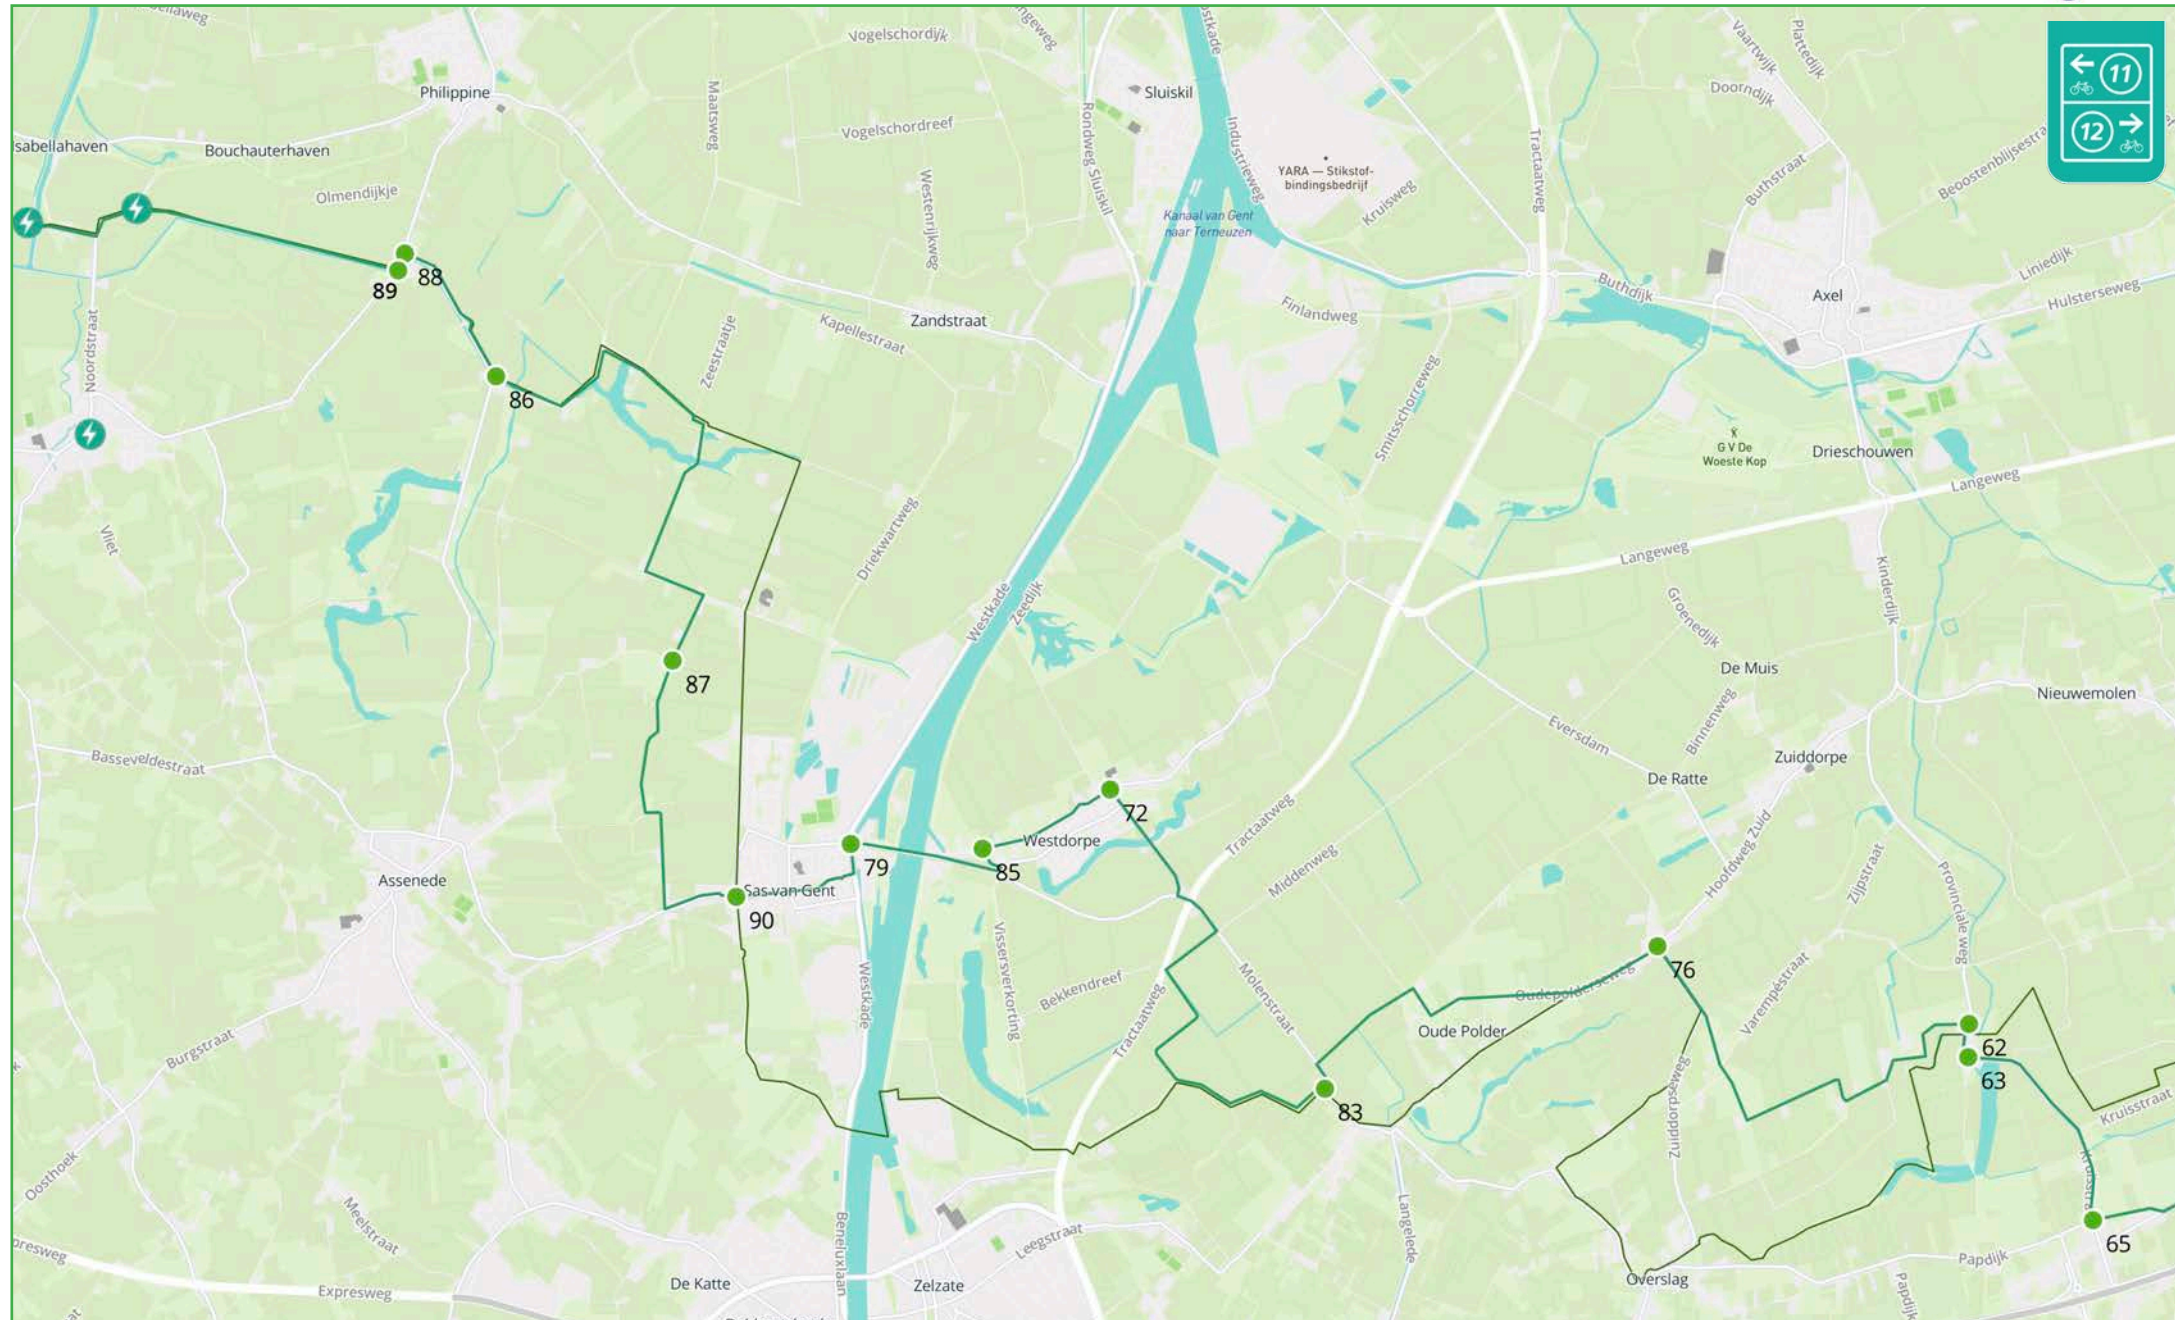 Vogelschordijk
Vaartwijk
Plattedijk
11
12
Philippine
Maatsweg
Sluiskil
Doorndijk
Rondweg Sluiskil
Industrieweg
Tractaatweg
Vogelschordreef
Bouchauterhaven
YARA — Stikstof-
bindingsbedrijf
Buthstraat
Olmendijkje
Westenrijkweg
Kruisweg
Kanaal van Gent
naar Terneuzen
88
89
Liniedijk
Buthdijk
Axel
Hulsterseweg
Finlandweg
Zandstraat
Kapellestraat
Zeestraatje
Noordstraat
86
Smitsschorreweg
G V De
Woeste Kop
Drieschouwen
Langeweg
Driekwartweg
Vliet
Langeweg
Kinderdijk
Westkade
Zeedijk
Groenedijk
De Muis
87
Nieuwemolen
Binnenweg
Eversdam
Zuiddorpe
Basseveldestraat
De Ratte
72
Tractaatweg
Westdorpe
Hoofdweg Zuid
79
85
Middenweg
Zijpstraat
Assenede
Sas van Gent
90
Provinciale weg
Vissersverkorting
Westkade
Bekkendreef
Molenstraat
76
Oudepolderseweg
Varempéstraat
Tractaatweg
Oude Polder
Burgstraat
62
63
Zuiddorpseweg
83
Kruisstraat
Oosthoek
Meelstraat
Langelede
Beneluxlaan
Leegstraat
65
Papdijk
Overslag
De Katte
Zelzate
Expresweg
Papdijk